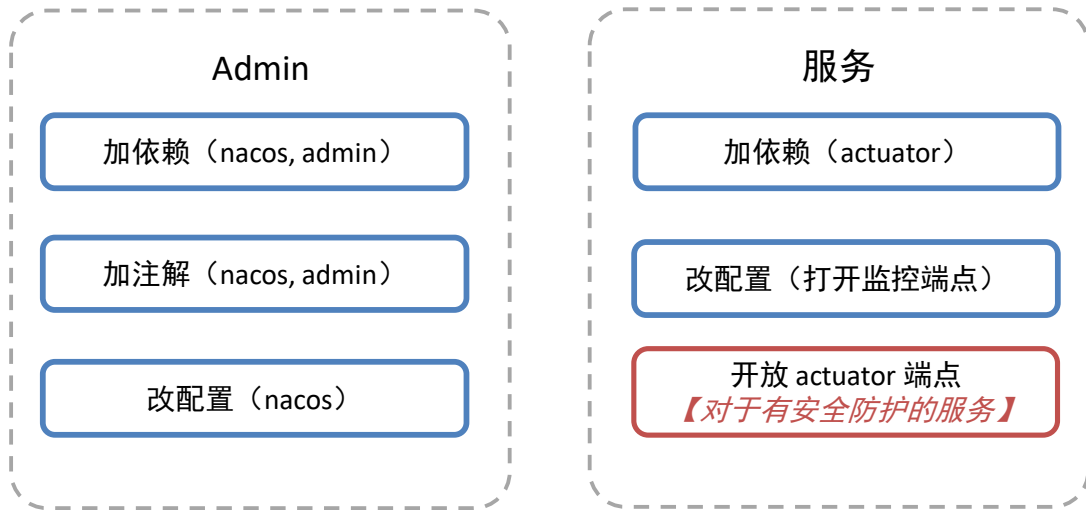 Admin
加依赖（nacos, admin）
加注解（nacos, admin）
改配置（nacos）
服务
加依赖（actuator）
改配置（打开监控端点）
开放 actuator 端点
【对于有安全防护的服务】